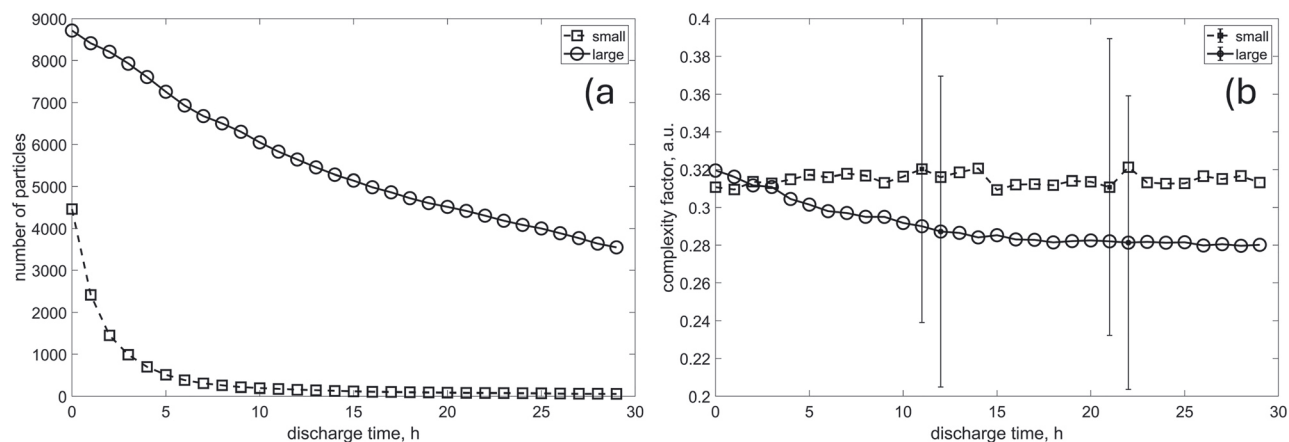 9000
8000
7000
6000
5000
4000
3000
2000
1000
0
number of particles
0 5 10 15 20 25 30
discharge time, h
small
large
(a
0.4
0.38
0.36
0.34
0.32
0.3
0.28
0.26
0.24
0.22
0.2
complexity factor, a.u.
0 5 10 15 20 25 30
discharge time, h
small
large
(b